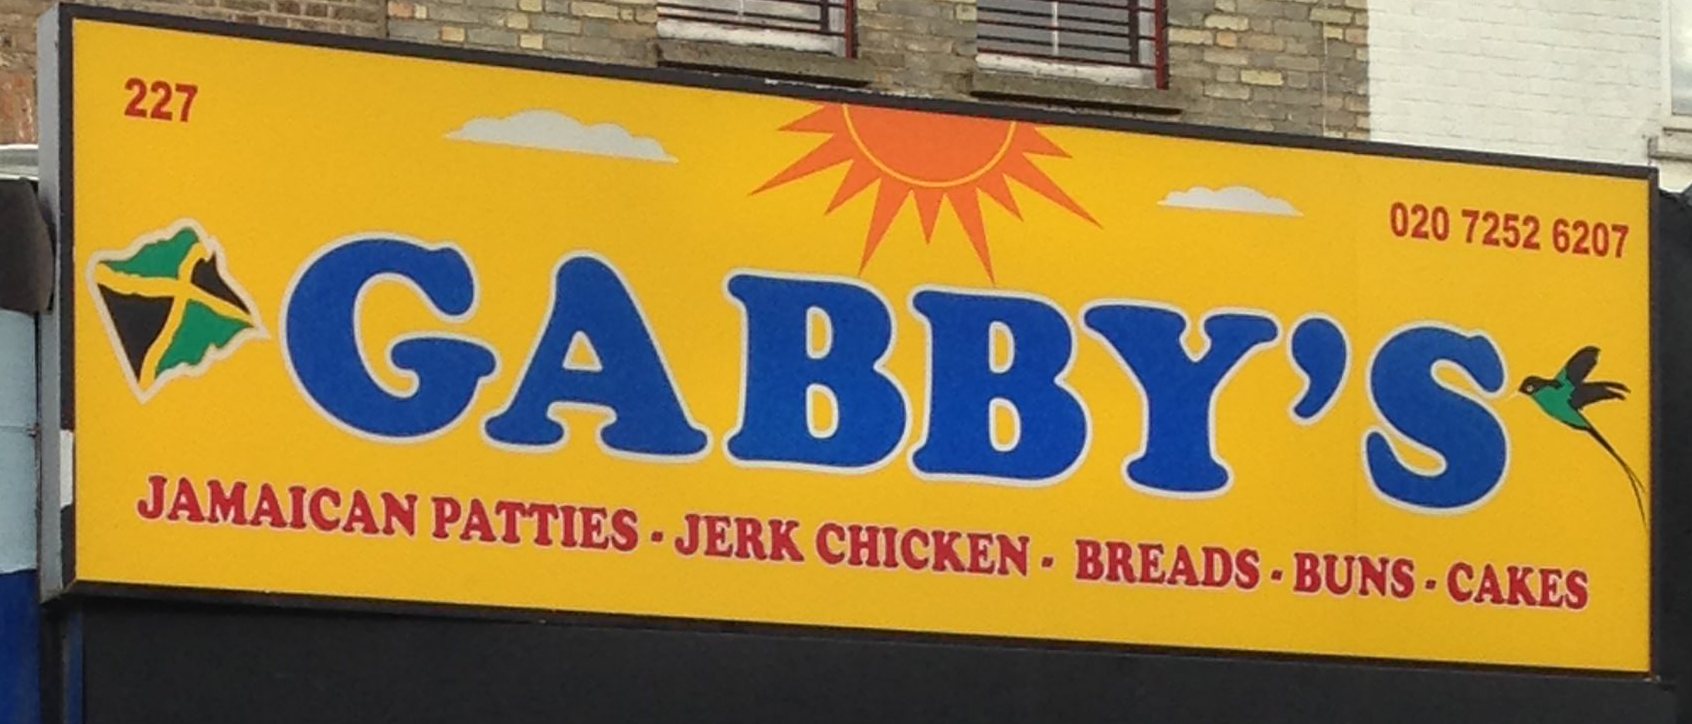 227
020 7252 6207
GABBY'S
JAMAICAN PATTIES - JERK CHICKEN - BREADS - BUNS - CAKES